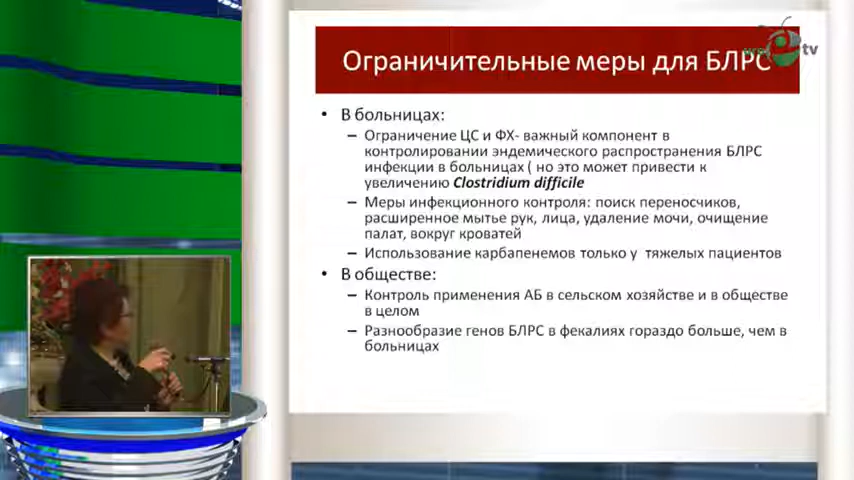 Ограничительные меры для БЛРС
tv
• В больницах:
– Ограничение ЦС и ФХ- важный компонент в
контролировании эндемического распространения БЛРС
инфекции в больницах ( но это может привести к
увеличению Clostridium difficile
– Меры инфекционного контроля: поиск переносчиков,
расширенное мытье рук, лица, удаление мочи, очищение
палат, вокруг кроватей
– Использование карбапенемов только у тяжелых пациентов
• В обществе:
– Контроль применения АБ в сельском хозяйстве и в обществе
в целом
– Разнообразие генов БЛРС в фекалиях гораздо больше, чем в
больницах